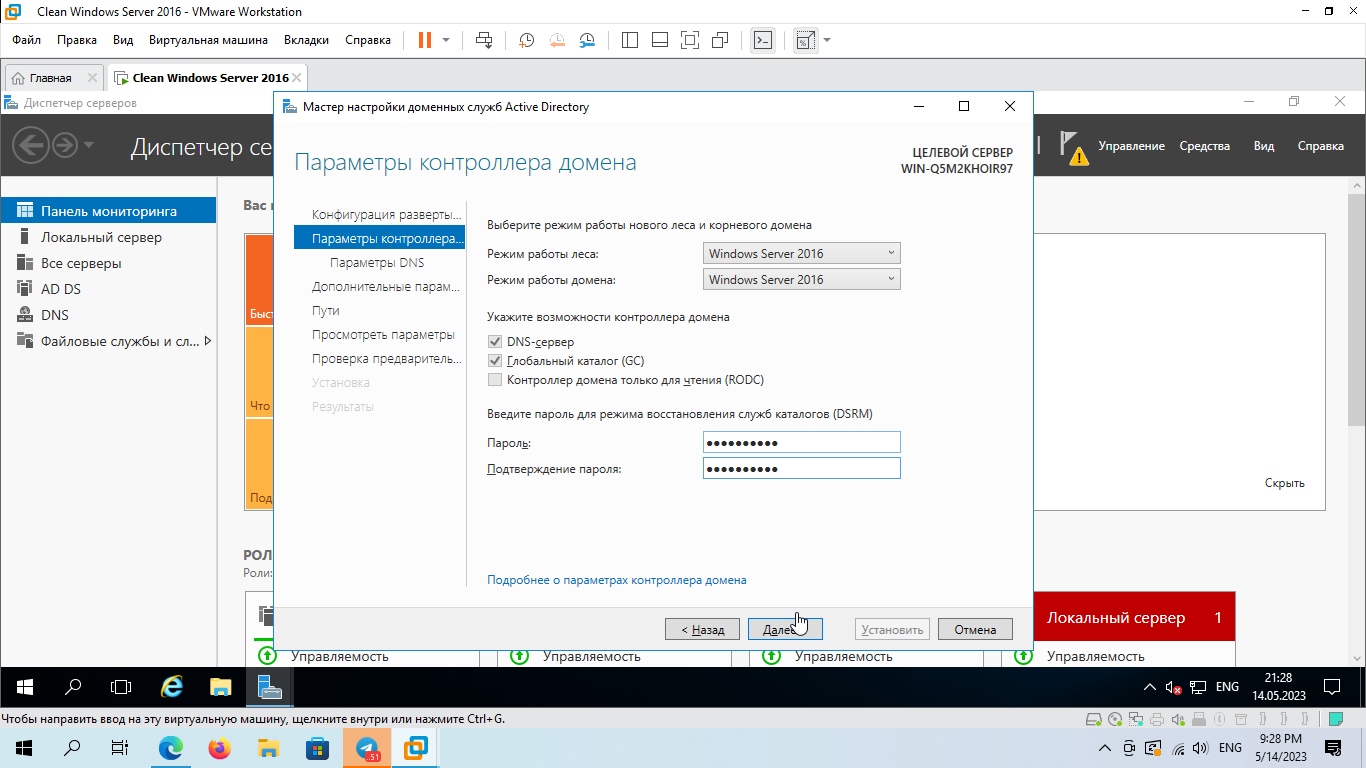 Clean Windows Server 2016 - VMware Workstation
Файл Правка Вид Виртуальная машина Вкладки Справка
Главная
Clean Windows Server 2016
Диспетчер серверов
Диспетчер се
Управление Средства Вид Справка
Панель мониторинга
Локальный сервер
Все серверы
AD DS
DNS
Файловые службы и сл...
Вас
Быст
Что
Под
РОЛ
Роли:
Скрыть
Мастер настройки доменных служб Active Directory
Параметры контроллера домена
ЦЕЛЕВОЙ СЕРВЕР
WIN-Q5M2KHOIR97
Конфигурация разверты...
Параметры контроллера...
Параметры DNS
Дополнительные парам...
Пути
Просмотреть параметры
Проверка предваритель...
Установка
Результаты
Выберите режим работы нового леса и корневого домена
Режим работы леса: Windows Server 2016
Режим работы домена: Windows Server 2016
Укажите возможности контроллера домена
DNS-сервер
Глобальный каталог (GC)
Контроллер домена только для чтения (RODC)
Введите пароль для режима восстановления служб каталогов (DSRM)
Пароль: ●●●●●●●●●●
Подтверждение пароля: ●●●●●●●●●●
Подробнее о параметрах контроллера домена
< Назад Установить Отмена
Локальный сервер 1
Управляемость Управляемость Управляемость Управляемость
ENG
21:28
14.05.2023
Чтобы направить ввод на эту виртуальную машину, щелкните внутри или нажмите Ctrl+G.
51
ENG
9:28 PM
5/14/2023